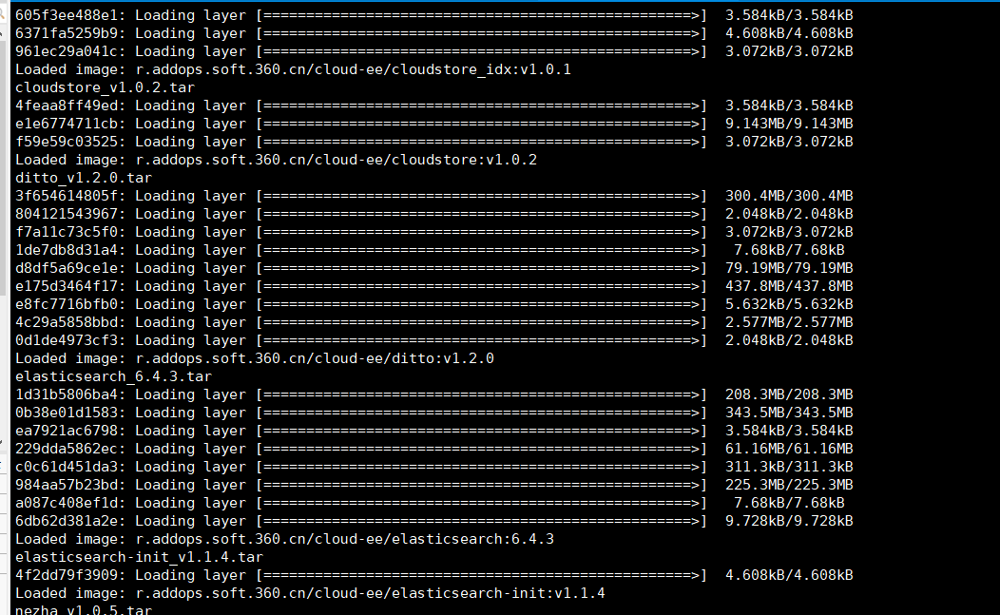 605f3ee488e1: Loading layer [==================================================>]  3.584kB/3.584kB
6371fa5259b9: Loading layer [==================================================>]  4.608kB/4.608kB
961ec29a041c: Loading layer [==================================================>]  3.072kB/3.072kB
Loaded image: r.addops.soft.360.cn/cloud-ee/cloudstore_idx:v1.0.1
cloudstore_v1.0.2.tar
4feaa8ff49ed: Loading layer [==================================================>]  3.584kB/3.584kB
e1e6774711cb: Loading layer [==================================================>]  9.143MB/9.143MB
f59e59c03525: Loading layer [==================================================>]  3.072kB/3.072kB
Loaded image: r.addops.soft.360.cn/cloud-ee/cloudstore:v1.0.2
ditto_v1.2.0.tar
3f654614805f: Loading layer [==================================================>]  300.4MB/300.4MB
804121543967: Loading layer [==================================================>]  2.048kB/2.048kB
f7a11c73c5f0: Loading layer [==================================================>]  3.072kB/3.072kB
1de7db8d31a4: Loading layer [==================================================>]   7.68kB/7.68kB
d8df5a69ce1e: Loading layer [==================================================>]  79.19MB/79.19MB
e175d3464f17: Loading layer [==================================================>]  437.8MB/437.8MB
e8fc7716bfb0: Loading layer [==================================================>]  5.632kB/5.632kB
4c29a5858bbd: Loading layer [==================================================>]  2.577MB/2.577MB
0d1de4973cf3: Loading layer [==================================================>]  2.048kB/2.048kB
Loaded image: r.addops.soft.360.cn/cloud-ee/ditto:v1.2.0
elasticsearch_6.4.3.tar
1d31b5806ba4: Loading layer [==================================================>]  208.3MB/208.3MB
0b38e01d1583: Loading layer [==================================================>]  343.5MB/343.5MB
ea7921ac6798: Loading layer [==================================================>]  3.584kB/3.584kB
229dda5862ec: Loading layer [==================================================>]  61.16MB/61.16MB
c0c61d451da3: Loading layer [==================================================>]  311.3kB/311.3kB
984aa57b23bd: Loading layer [==================================================>]  225.3MB/225.3MB
a087c408ef1d: Loading layer [==================================================>]   7.68kB/7.68kB
6db62d381a2e: Loading layer [==================================================>]  9.728kB/9.728kB
Loaded image: r.addops.soft.360.cn/cloud-ee/elasticsearch:6.4.3
elasticsearch-init_v1.1.4.tar
4f2dd79f3909: Loading layer [==================================================>]  4.608kB/4.608kB
Loaded image: r.addops.soft.360.cn/cloud-ee/elasticsearch-init:v1.1.4
nezha_v1.0.5.tar